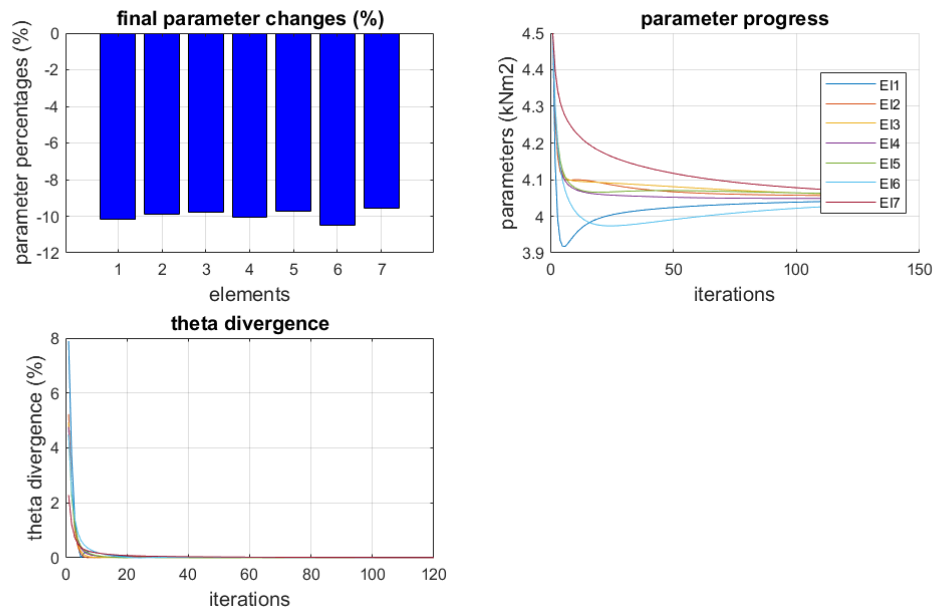 final parameter changes (%)
0
-2
-4
-6
-8
-10
-12
parameter percentages (%)
1 2 3 4 5 6 7
elements
parameter progress
4.5
4.4
4.3
4.2
4.1
4
3.9
parameters (kNm2)
EI1
EI2
EI3
EI4
EI5
EI6
EI7
0 50 100 150
iterations
theta divergence
8
6
4
2
0
theta divergence (%)
0 20 40 60 80 100 120
iterations